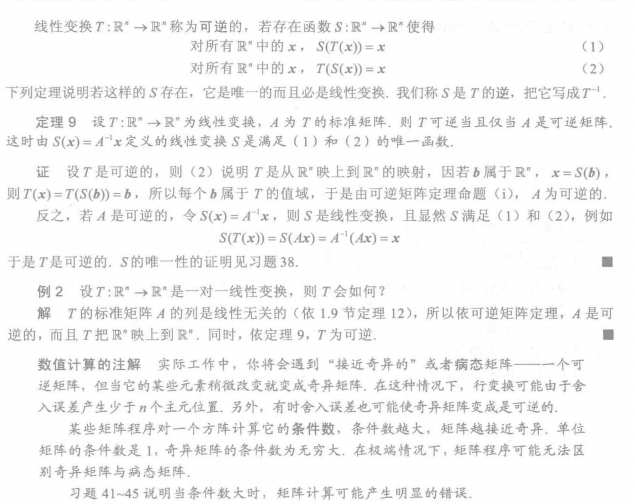 线性变换 T:ℝⁿ → ℝⁿ 称为可逆的，若存在函数 S:ℝⁿ → ℝⁿ 使得
对所有 ℝⁿ 中的 x， S(T(x)) = x （1）
对所有 ℝⁿ 中的 x， T(S(x)) = x （2）
下列定理说明若这样的 S 存在，它是唯一的而且必是线性变换. 我们称 S 是 T 的逆，把它写成T⁻¹.
定理 9 设 T:ℝⁿ → ℝⁿ 为线性变换，A 为 T 的标准矩阵. 则 T 可逆当且仅当 A 是可逆矩阵.
这时由 S(x) = A⁻¹x 定义的线性变换 S 是满足（1）和（2）的唯一函数.
证 设 T 是可逆的，则（2）说明 T 是从 ℝⁿ 映上到 ℝⁿ 的映射，因若 b 属于 ℝⁿ， x = S(b)，
则 T(x) = T(S(b)) = b，所以每个 b 属于 T 的值域，于是由可逆矩阵定理命题（i），A 为可逆的.
反之，若 A 是可逆的，令 S(x) = A⁻¹x，则 S 是线性变换，且显然 S 满足（1）和（2），例如
S(T(x)) = S(Ax) = A⁻¹(Ax) = x
于是 T 是可逆的. S 的唯一性的证明见习题 38. ■
例 2 设 T:ℝⁿ → ℝⁿ 是一对一线性变换，则 T 会如何？
解 T 的标准矩阵 A 的列是线性无关的（依 1.9 节定理 12），所以依可逆矩阵定理，A 是可
逆的，而且 T 把 ℝⁿ 映上到 ℝⁿ. 同时，依定理 9，T 为可逆. ■
数值计算的注解 实际工作中，你将会遇到“接近奇异的”或者病态矩阵——一个可
逆矩阵，但当它的某些元素稍微改变就变成奇异矩阵. 在这种情况下，行变换可能由于舍
入误差产生少于 n 个主元位置. 另外，有时舍入误差也可能使奇异矩阵变成是可逆的.
某些矩阵程序对一个方阵计算它的条件数，条件数越大，矩阵越接近奇异. 单位
矩阵的条件数是 1，奇异矩阵的条件数为无穷大. 在极端情况下，矩阵程序可能无法区
别奇异矩阵与病态矩阵.
习题 41~45 说明当条件数大时，矩阵计算可能产生明显的错误.